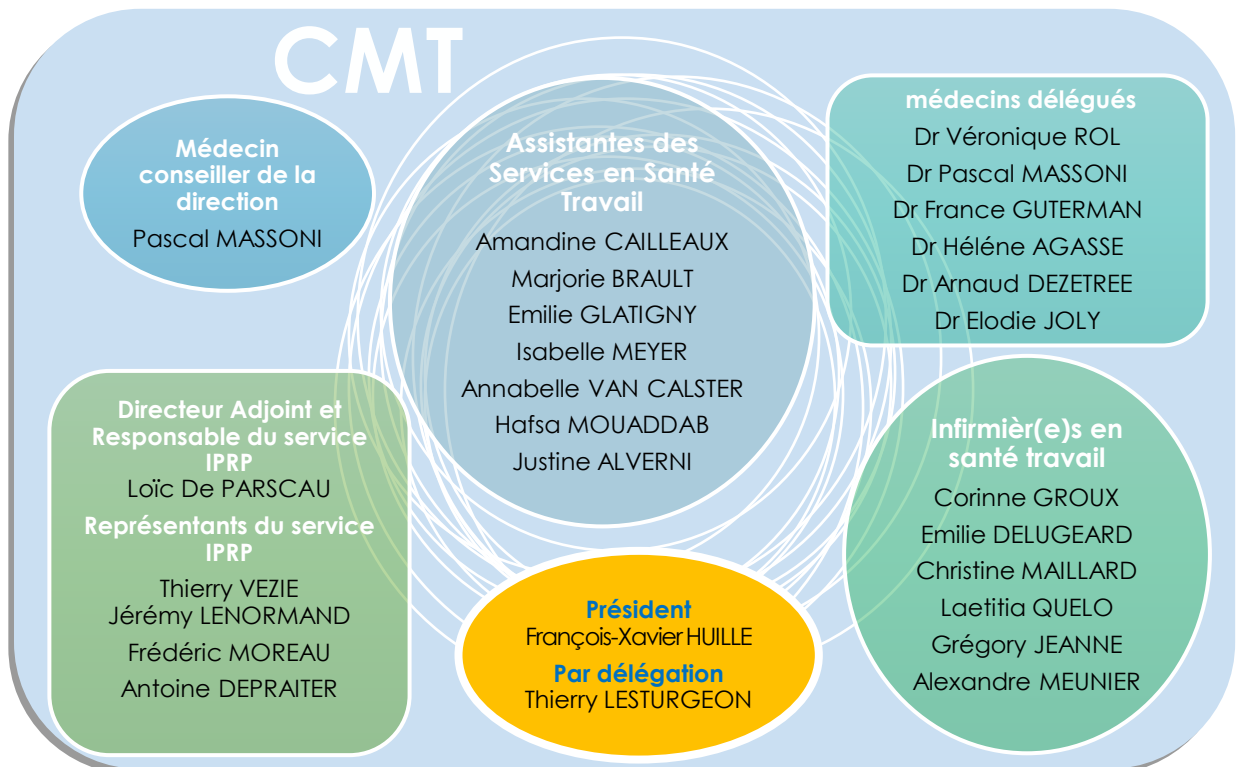 CMT
Médecin
conseiller de la
direction
Pascal MASSONI
Assistantes des
Services en Santé
Travail
Amandine CAILLEAUX
Marjorie BRAULT
Emilie GLATIGNY
Isabelle MEYER
Annabelle VAN CALSTER
Hafsa MOUADDAB
Justine ALVERNI
médecins délégués
Dr Véronique ROL
Dr Pascal MASSONI
Dr France GUTERMAN
Dr Héléne AGASSE
Dr Arnaud DEZETREE
Dr Elodie JOLY
Directeur Adjoint et
Responsable du service
IPRP
Loïc De PARSCAU
Représentants du service
IPRP
Thierry VEZIE
Jérémy LENORMAND
Frédéric MOREAU
Antoine DEPRAITER
Président
François-Xavier HUILLE
Par délégation
Thierry LESTURGEON
Infirmièr(e)s en
santé travail
Corinne GROUX
Emilie DELUGEARD
Christine MAILLARD
Laetitia QUELO
Grégory JEANNE
Alexandre MEUNIER